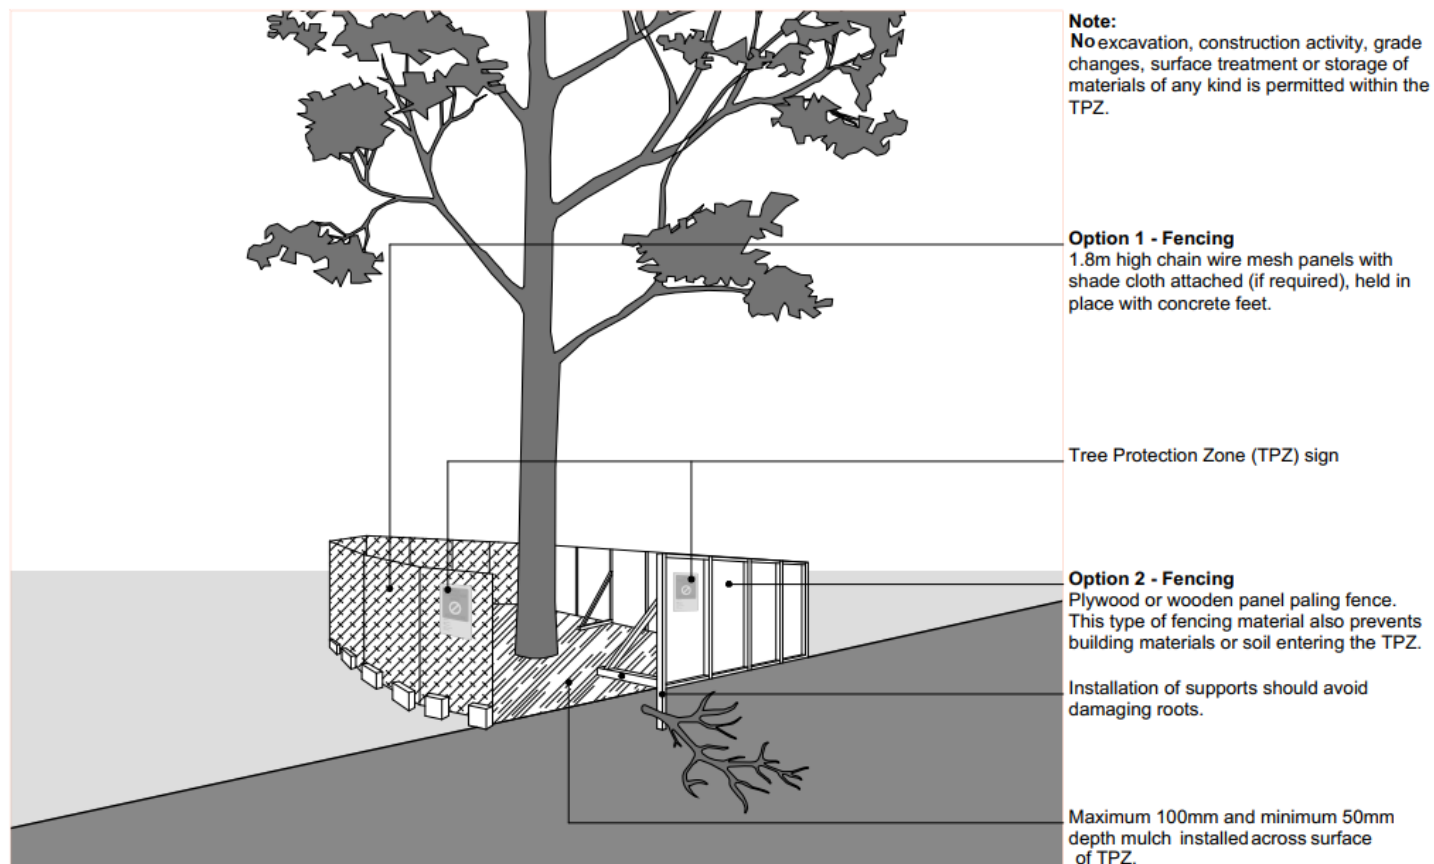 Note:
No excavation, construction activity, grade
changes, surface treatment or storage of
materials of any kind is permitted within the
TPZ.
Option 1 - Fencing
1.8m high chain wire mesh panels with
shade cloth attached (if required), held in
place with concrete feet.
Tree Protection Zone (TPZ) sign
Option 2 - Fencing
Plywood or wooden panel paling fence.
This type of fencing material also prevents
building materials or soil entering the TPZ.
Installation of supports should avoid
damaging roots.
Maximum 100mm and minimum 50mm
depth mulch installed across surface
of TPZ.